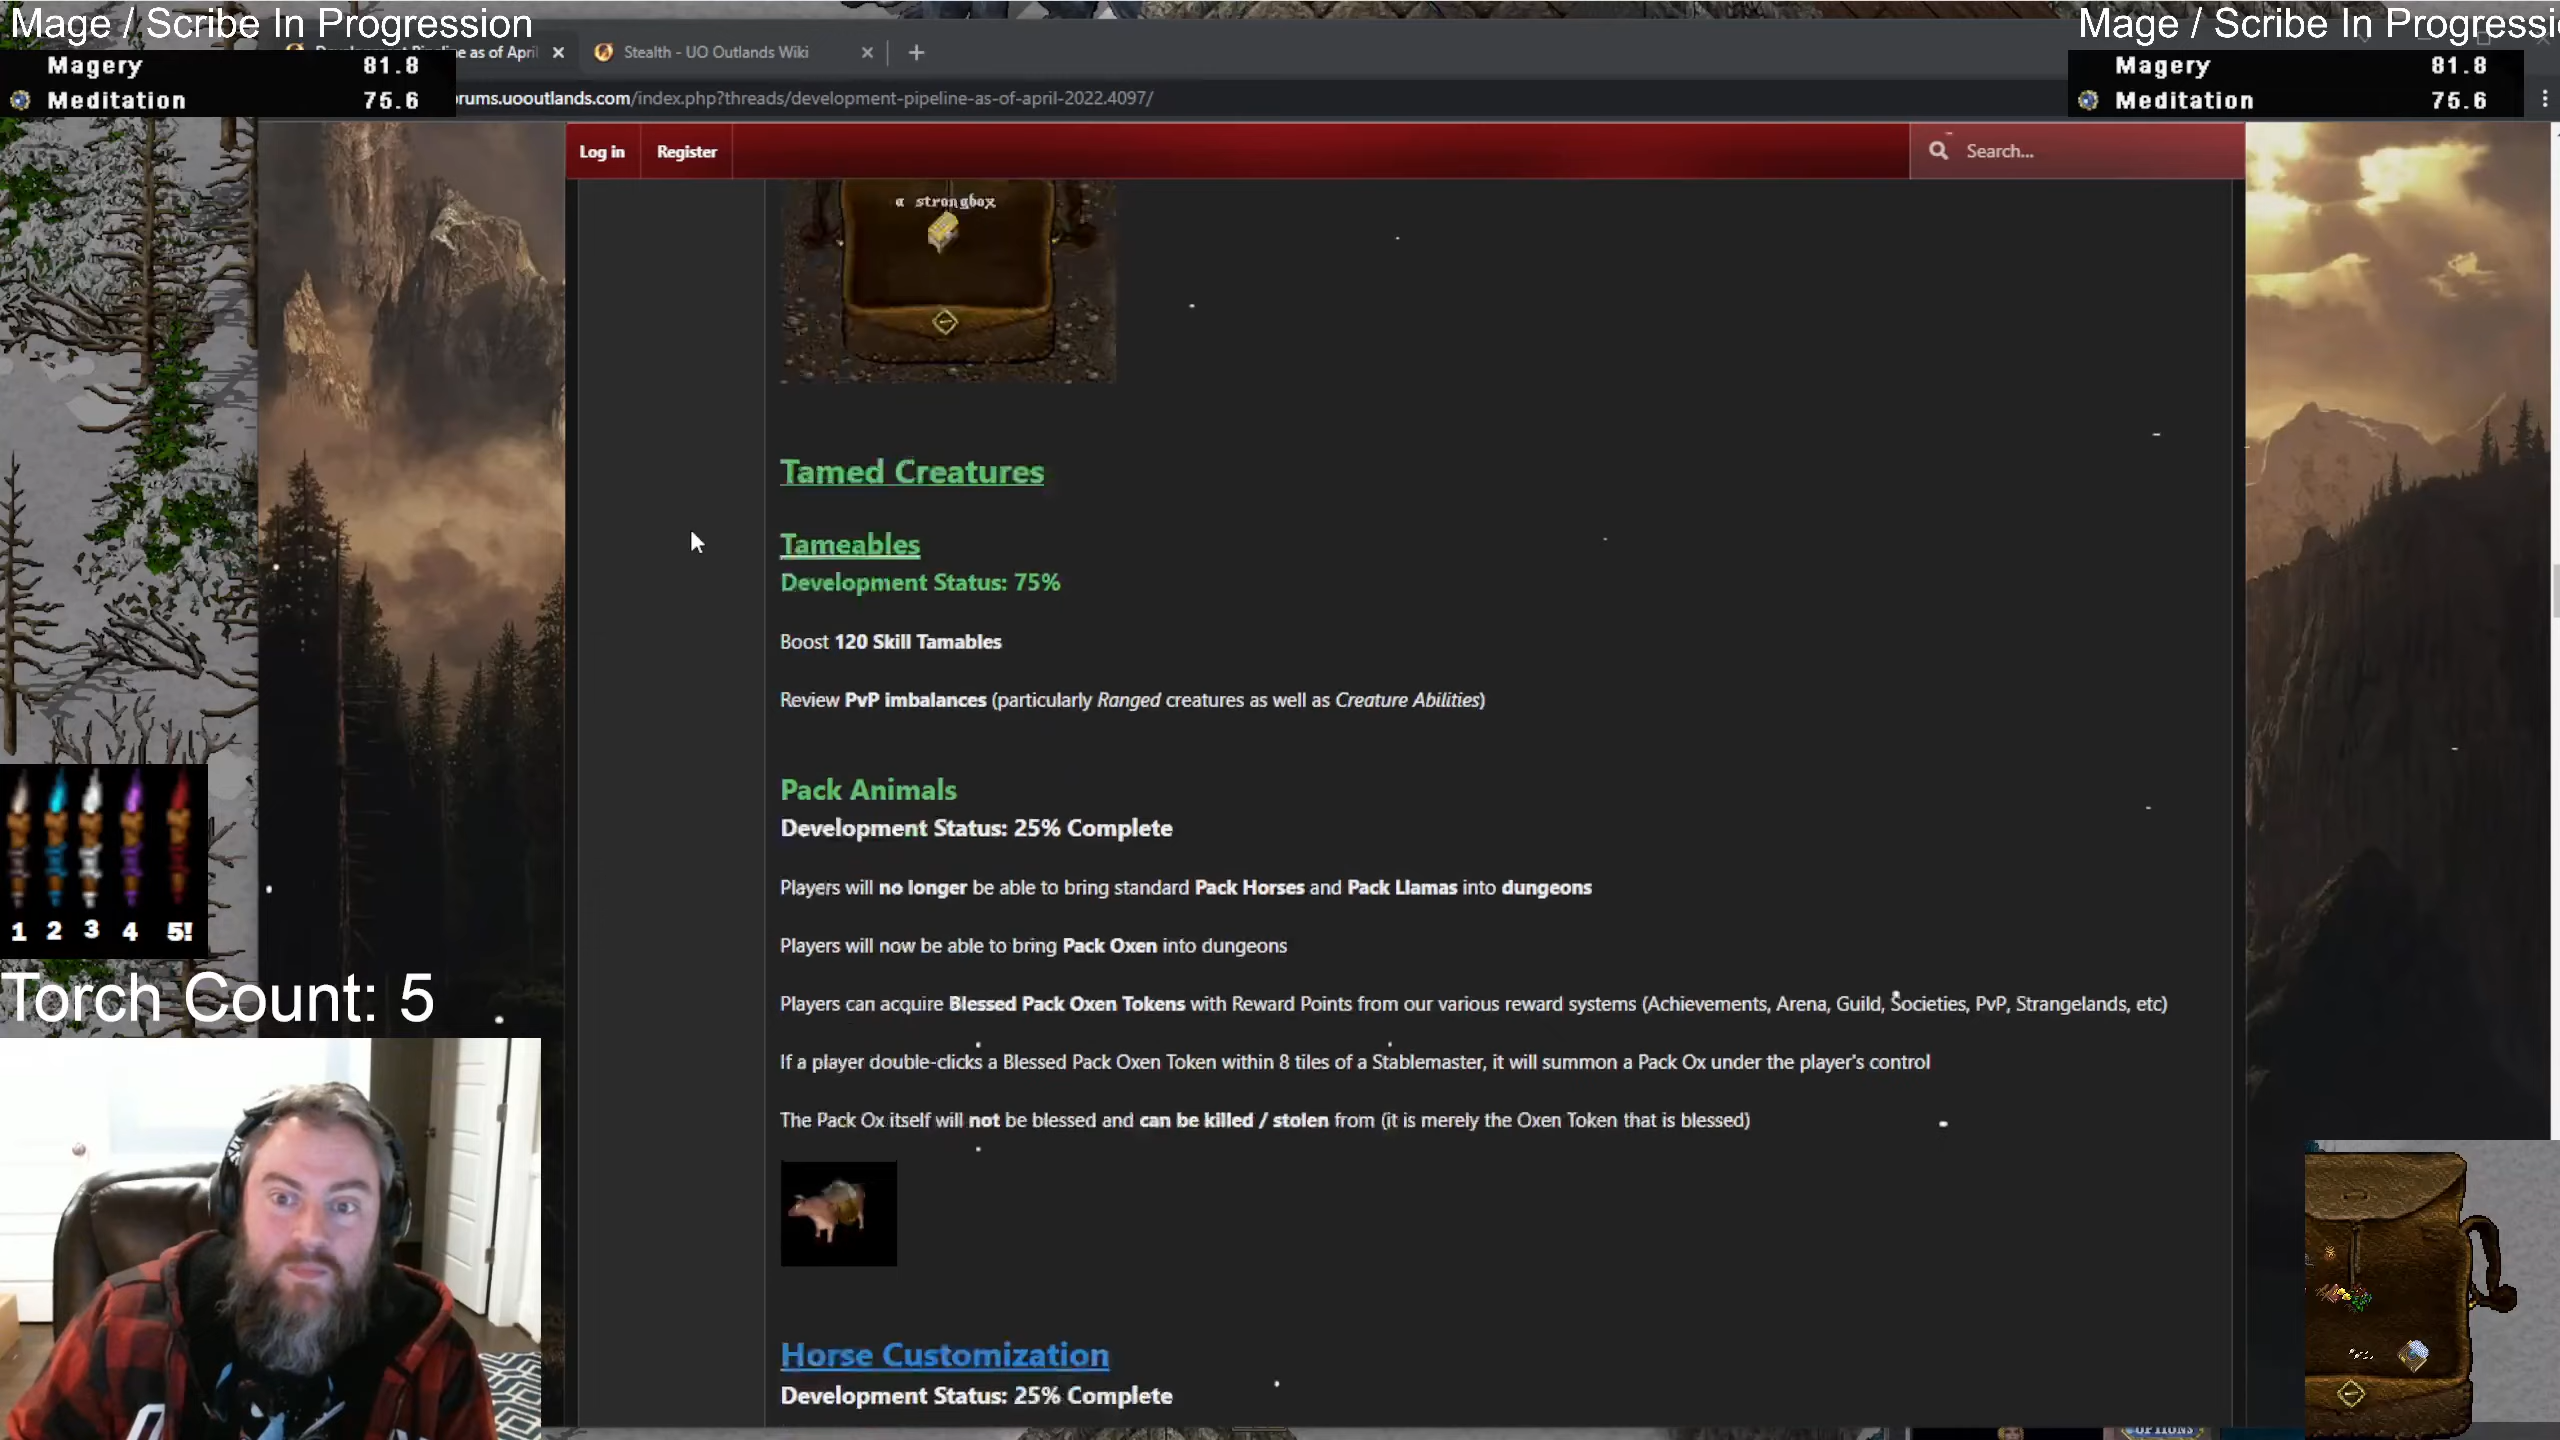 Mage / Scribe In Progression
Mage / Scribe In Progressi
e as of April
Stealth - UO Outlands Wiki
Magery 81.8
Meditation 75.6
Magery 81.8
Meditation 75.6
orums.uooutlands.com/index.php?threads/development-pipeline-as-of-april-2022.4097/
Log in
Register
Search...
a strongbox
Tamed Creatures
Tameables
Development Status: 75%
Boost 120 Skill Tamables
Review PvP imbalances (particularly Ranged creatures as well as Creature Abilities)
Pack Animals
Development Status: 25% Complete
Players will no longer be able to bring standard Pack Horses and Pack Llamas into dungeons
Players will now be able to bring Pack Oxen into dungeons
Players can acquire Blessed Pack Oxen Tokens with Reward Points from our various reward systems (Achievements, Arena, Guild, Societies, PvP, Strangelands, etc)
If a player double-clicks a Blessed Pack Oxen Token within 8 tiles of a Stablemaster, it will summon a Pack Ox under the player's control
The Pack Ox itself will not be blessed and can be killed / stolen from (it is merely the Oxen Token that is blessed)
Horse Customization
Development Status: 25% Complete
1 2 3 4 5!
Torch Count: 5
OPTIONS